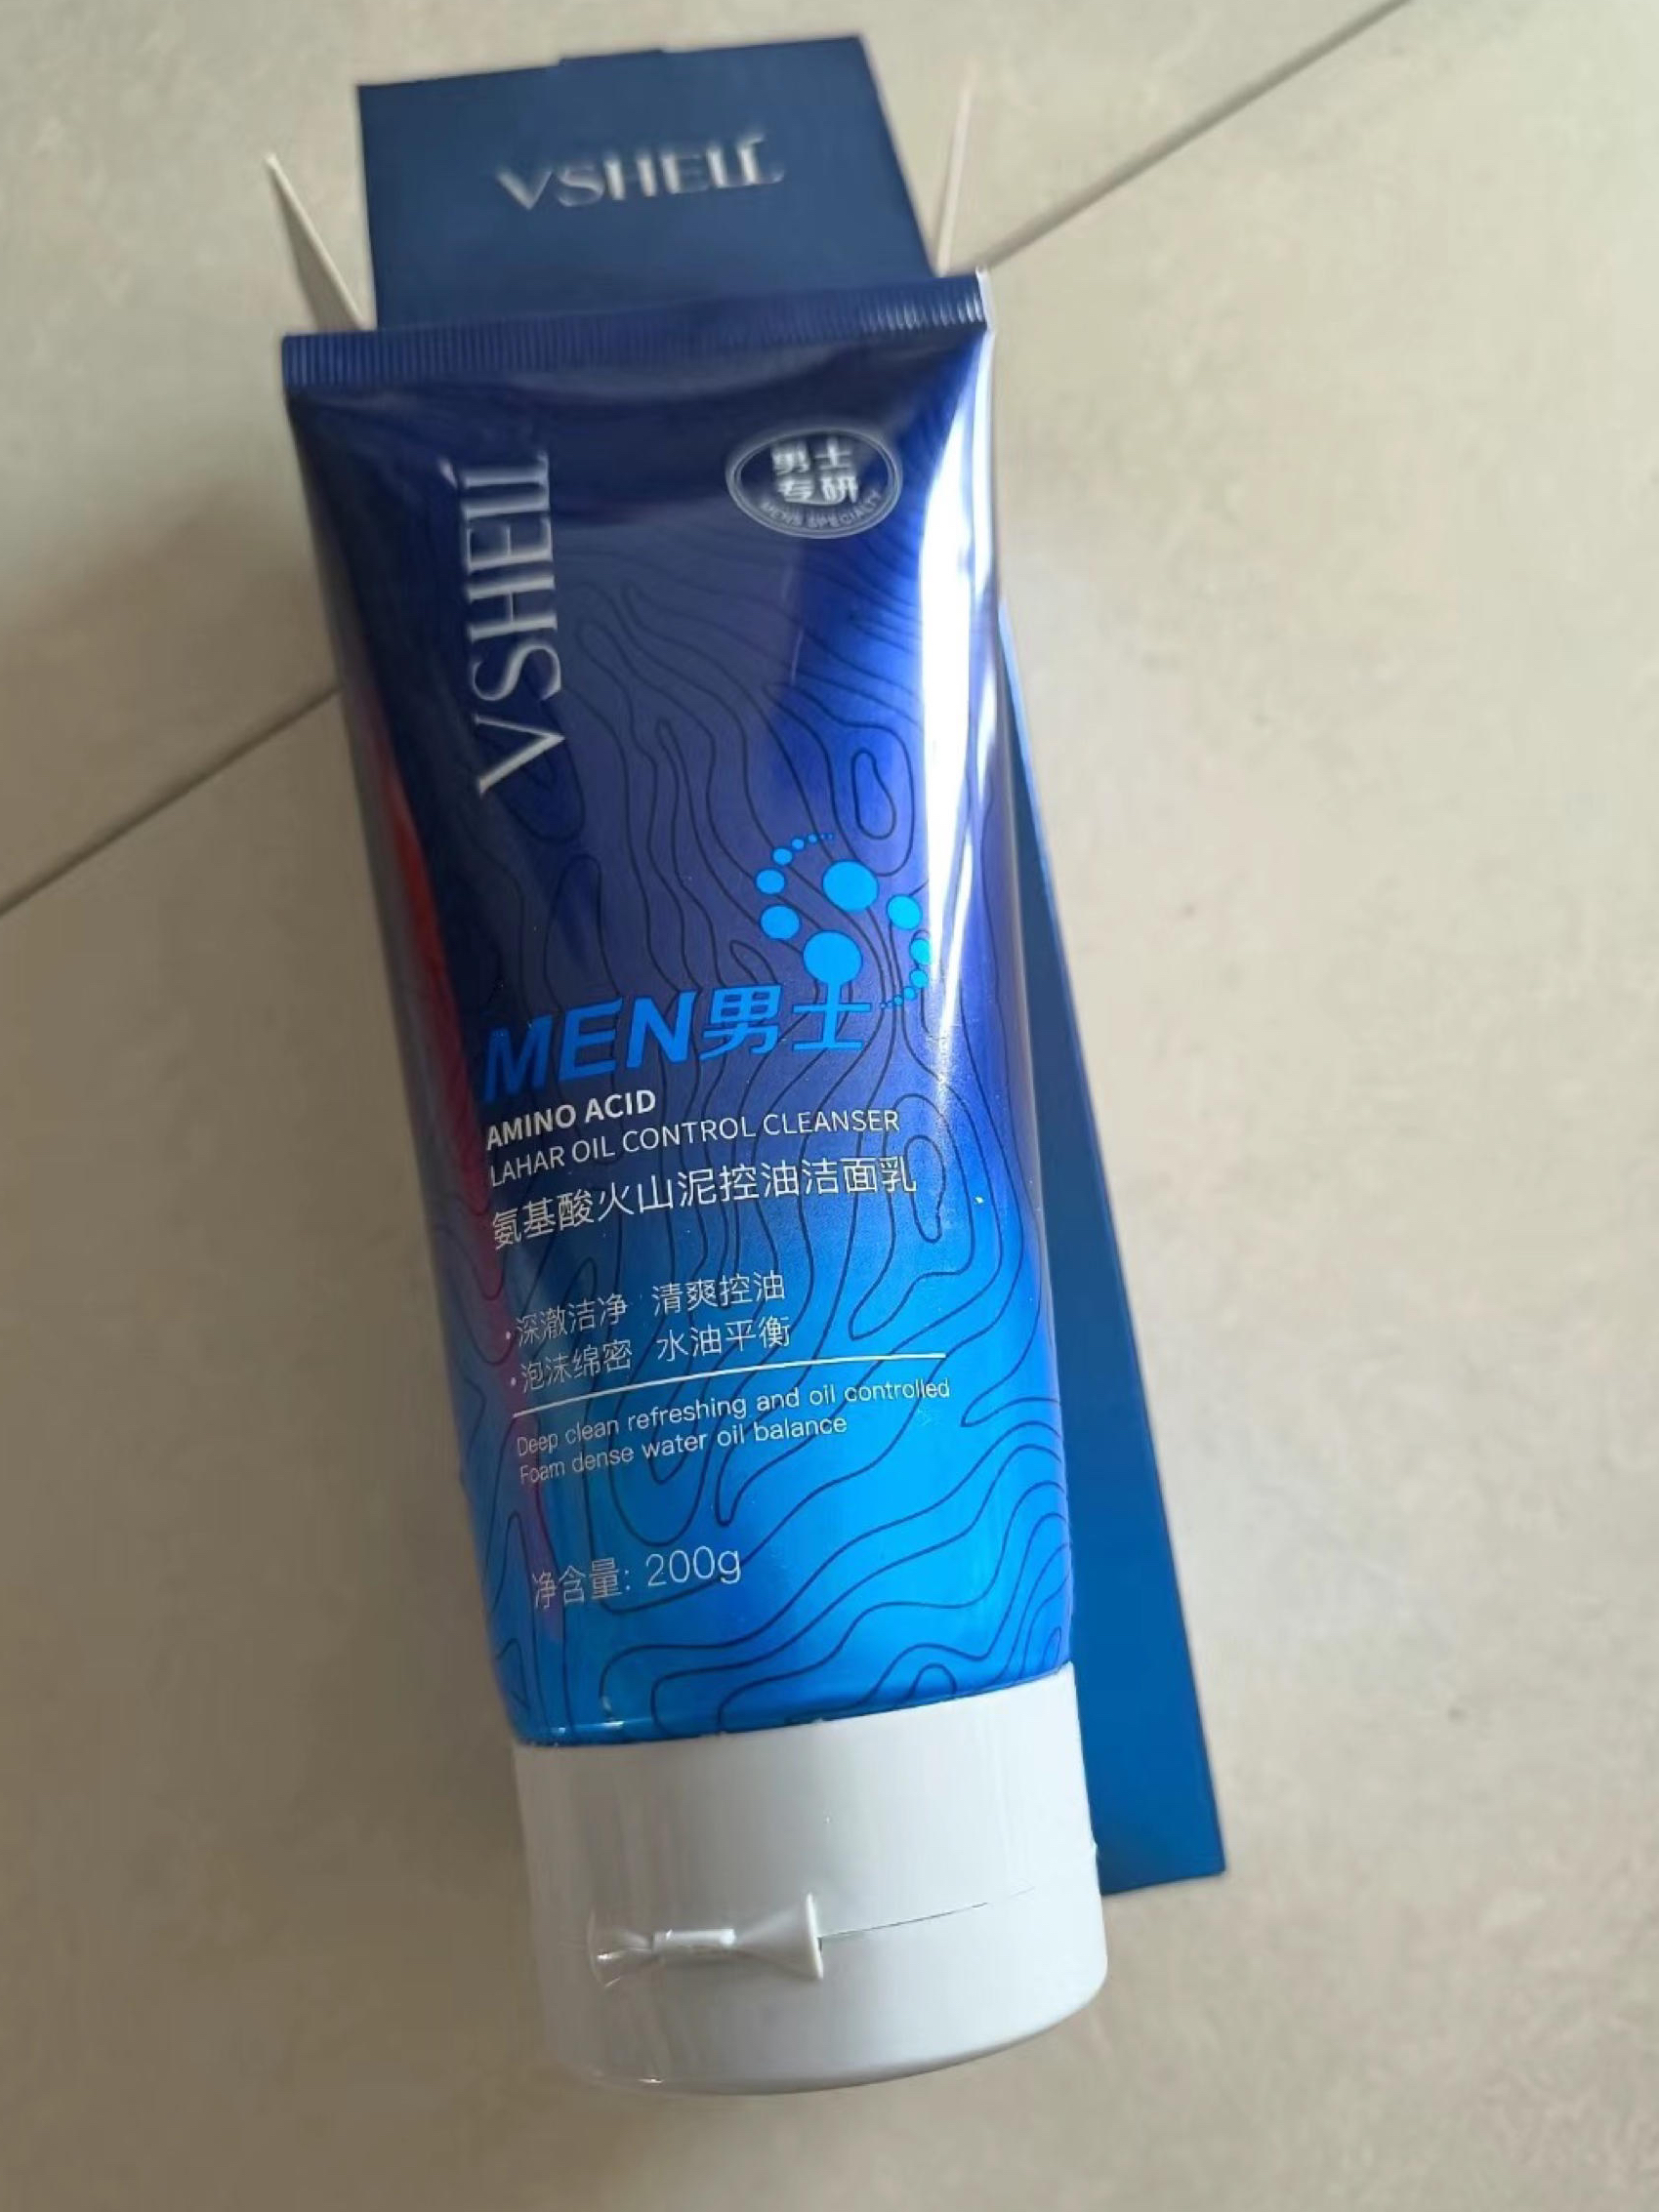 VSHELL
VSHELL
男士
专研
MEN'S SPECIALTY
MEN男士
AMINO ACID
LAHAR OIL CONTROL CLEANSER
氨基酸火山泥控油洁面乳
·深澈洁净 清爽控油
·泡沫绵密 水油平衡
Deep clean refreshing and oil controlled
Foam dense water oil balance
净含量: 200g